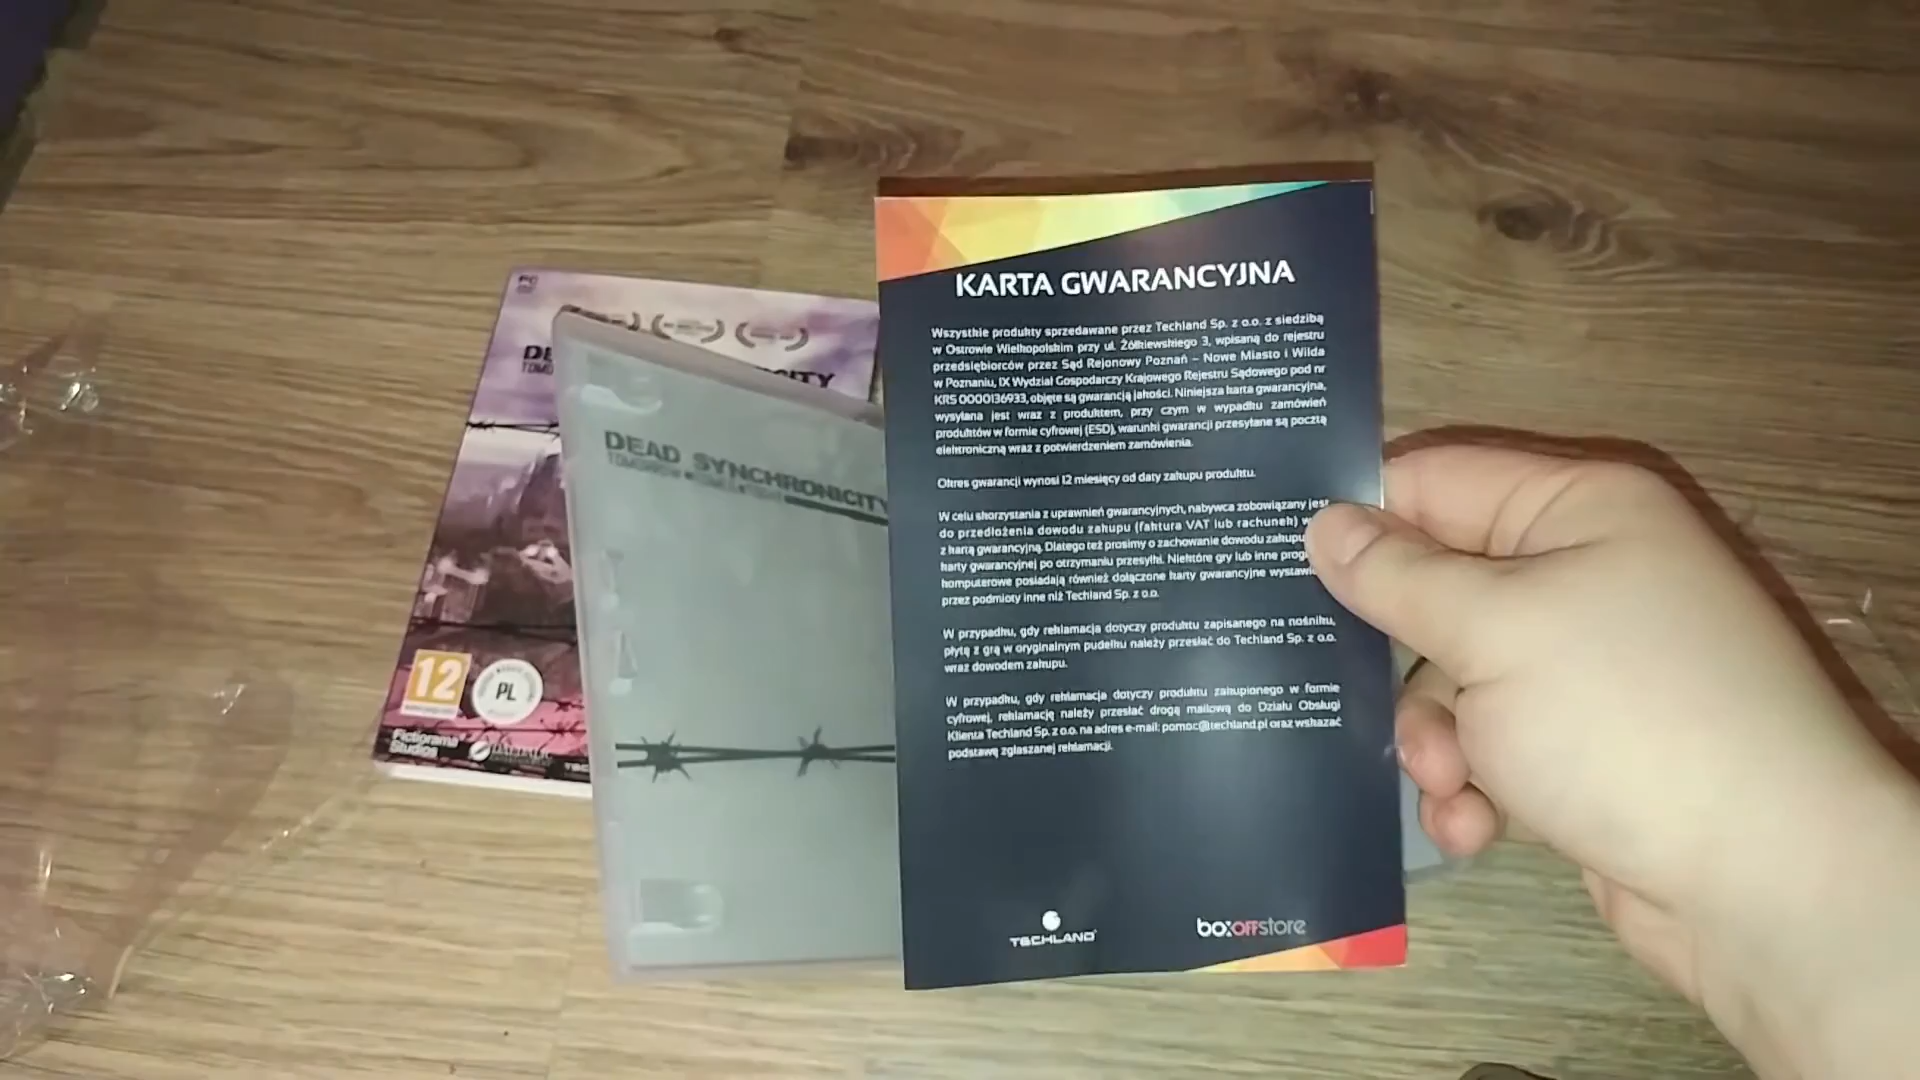 PC
DE
TOMO
CITY
12
PL
Fictiorama
Studios
DEAD SYNCHRONICITY
TOMORROW
KARTA GWARANCYJNA
Wszystkie produkty sprzedawane przez Techland Sp. z o.o. z siedzibą
w Ostrowie Wielkopolskim przy ul. Żółkiewskiego 3, wpisaną do rejestru
przedsiębiorców przez Sąd Rejonowy Poznań – Nowe Miasto i Wilda
w Poznaniu, IX Wydział Gospodarczy Krajowego Rejestru Sądowego pod nr
KRS 0000136933, objęte są gwarancją jakości. Niniejsza karta gwarancyjna,
wysyłana jest wraz z produktem, przy czym w wypadku zamówień
produktów w formie cyfrowej (ESD), warunki gwarancji przesyłane są pocztą
elektroniczną wraz z potwierdzeniem zamówienia.
Okres gwarancji wynosi 12 miesięcy od daty zakupu produktu.
W celu skorzystania z uprawnień gwarancyjnych, nabywca zobowiązany jest
do przedłożenia dowodu zakupu (faktura VAT lub rachunek) w
z kartą gwarancyjną. Dlatego też prosimy o zachowanie dowodu zakupu
karty gwarancyjnej po otrzymaniu przesyłki. Niektóre gry lub inne prog
komputerowe posiadają również dołączone karty gwarancyjne wystawi
przez podmioty inne niż Techland Sp. z o.o.
W przypadku, gdy reklamacja dotyczy produktu zapisanego na nośniku,
płytę z grą w oryginalnym pudełku należy przesłać do Techland Sp. z o.o.
wraz dowodem zakupu.
W przypadku, gdy reklamacja dotyczy produktu zakupionego w formie
cyfrowej, reklamację należy przesłać drogą mailową do Działu Obsługi
Klienta Techland Sp. z o.o. na adres e-mail: pomoc@techland.pl oraz wskazać
podstawę zgłaszanej reklamacji.
TECHLAND
bo:OFFstore